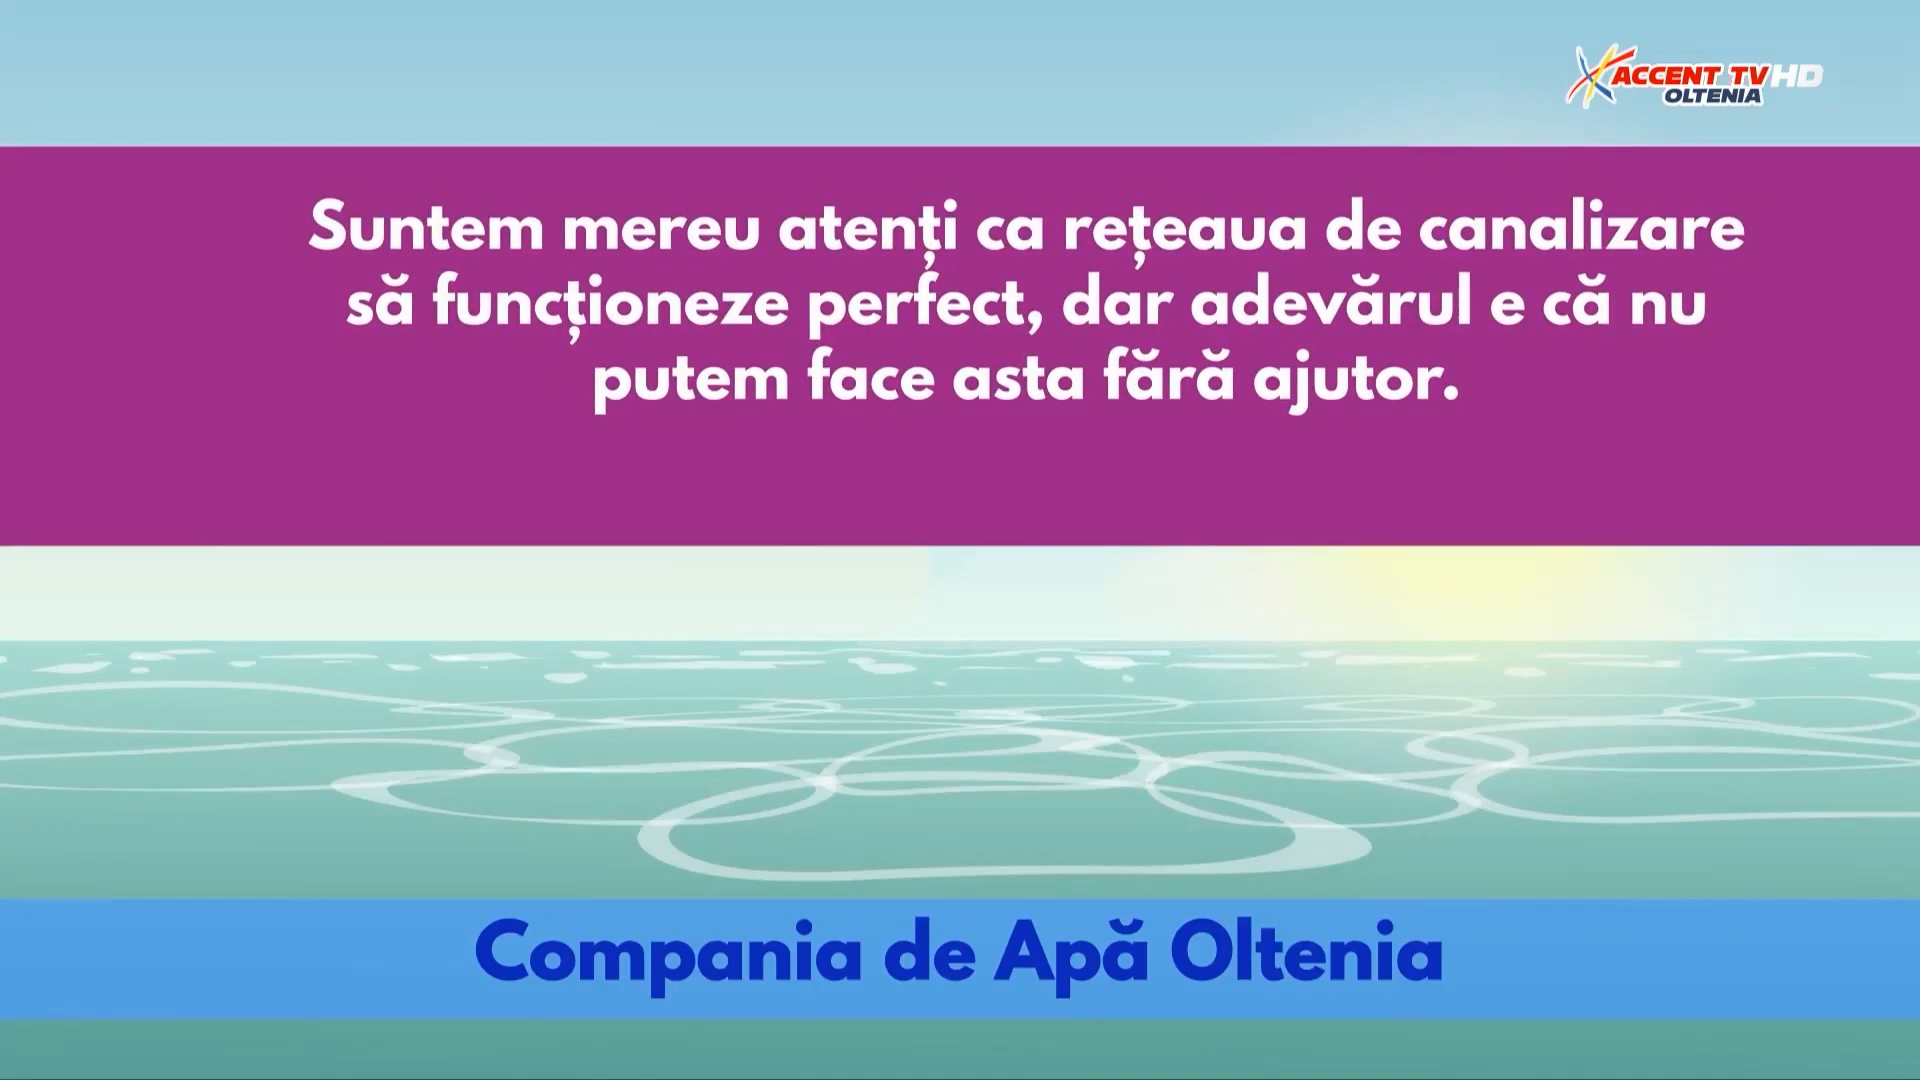 ACCENT TV HD
OLTENIA
Suntem mereu atenți ca rețeaua de canalizare
să funcționeze perfect, dar adevărul e că nu
putem face asta fără ajutor.
Compania de Apă Oltenia